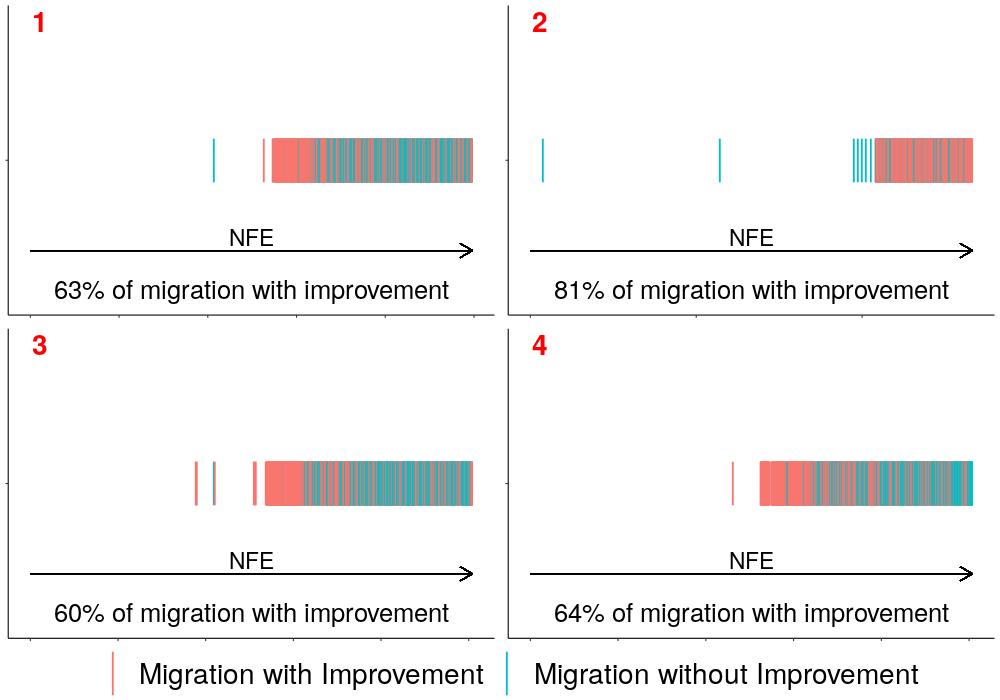 1
NFE
63% of migration with improvement
2
NFE
81% of migration with improvement
3
NFE
60% of migration with improvement
4
NFE
64% of migration with improvement
Migration with Improvement
Migration without Improvement